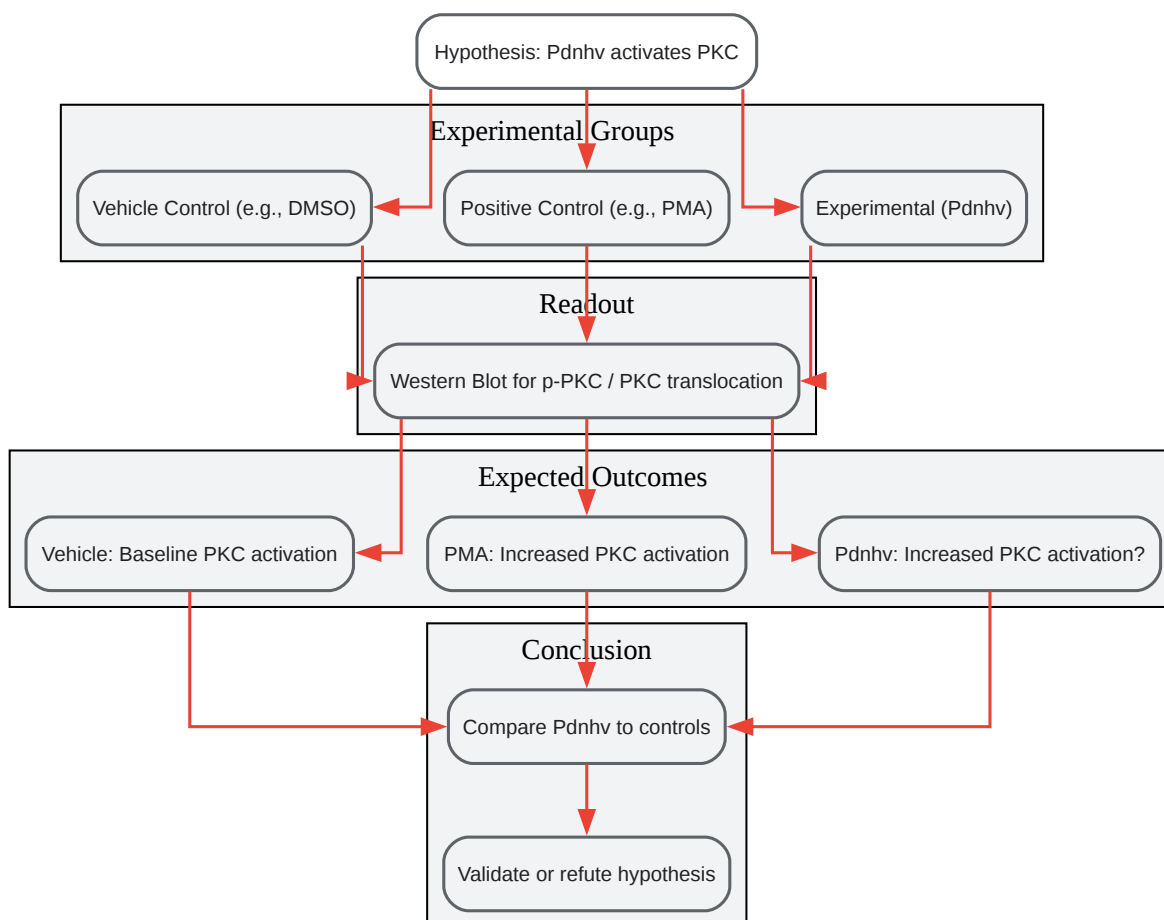 Hypothesis: Pdnhv activates PKC
Experimental Groups
Vehicle Control (e.g., DMSO)
Positive Control (e.g., PMA)
Experimental (Pdnhv)
Readout
Western Blot for p-PKC / PKC translocation
Expected Outcomes
Vehicle: Baseline PKC activation
PMA: Increased PKC activation
Pdnhv: Increased PKC activation?
Conclusion
Compare Pdnhv to controls
Validate or refute hypothesis